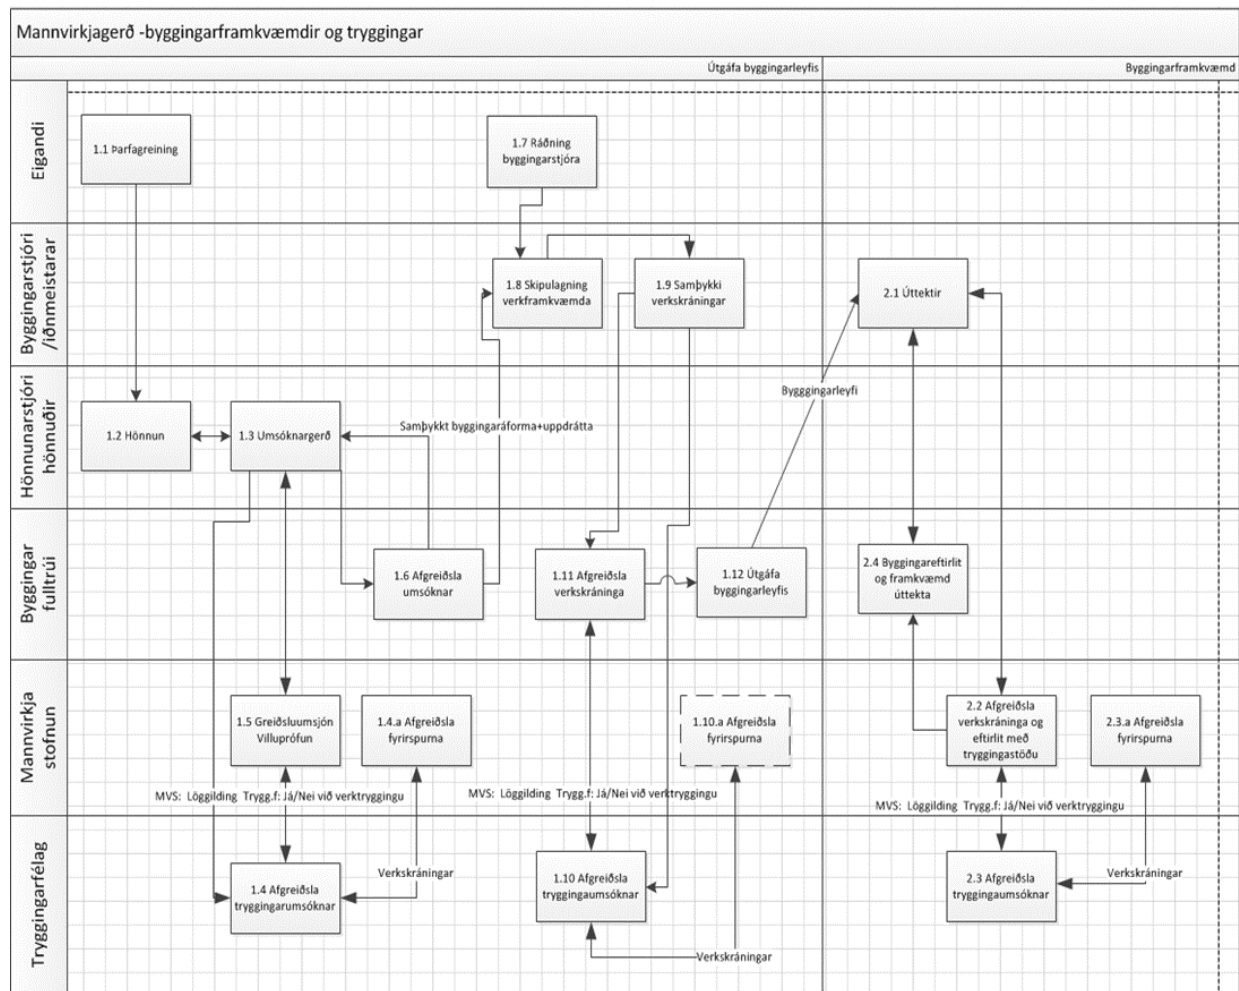 Mannvirkjagerð -byggingarframkvæmdir og tryggingar
Útgáfa byggingarleyfis
Byggingarframkvæmd
Eigandi
1.1 Þarfagreining
1.7 Ráðning
byggingarstjóra
Byggingarstjóri
/iðnmeistarar
1.8 Skipulagning
verkframkvæmda
1.9 Samþykki
verkskráningar
2.1 Úttektir
Byggggingarleyfi
Hönnunarstjóri
hönnuðir
1.2 Hönnun
1.3 Umsóknargerð
Samþykkt byggingaráforma+uppdrátta
Byggingar
fulltrúi
1.6 Afgreiðsla
umsóknar
1.11 Afgreiðsla
verkskráninga
1.12 Útgáfa
byggingarleyfis
2.4 Byggingareftirlit
og framkvæmd
úttekta
Mannvirkja
stofnun
1.5 Greiðsluumsjón
Villuprófun
1.4.a Afgreiðsla
fyrirspurna
1.10.a Afgreiðsla
fyrirspurna
2.2 Afgreiðsla
verkskráninga og
eftirlit með
tryggingastöðu
2.3.a Afgreiðsla
fyrirspurna
MVS: Löggilding Trygg.f: Já/Nei við verktryggingu
MVS: Löggilding Trygg.f: Já/Nei við verktryggingu
MVS: Löggilding Trygg.f: Já/Nei við verktryggingu
Tryggingarfélag
1.4 Afgreiðsla
tryggingarumsóknar
Verkskráningar
1.10 Afgreiðsla
tryggingaumsóknar
Verkskráningar
2.3 Afgreiðsla
tryggingaumsóknar
Verkskráningar